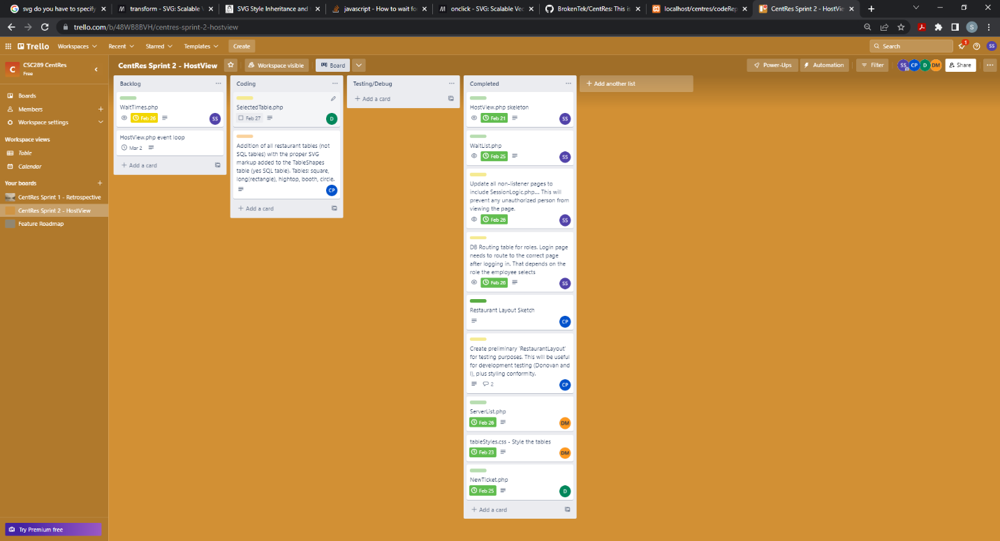 svg do you have to specify
transform - SVG: Scalable V
SVG Style Inheritance and
javascript - How to wait fo
onclick - SVG: Scalable Vec
BrokenTek/CentRes: This is
localhost/centres/codeRep
CentRes Sprint 2 - HostVie
trello.com/b/48WB8BVH/centres-sprint-2-hostview
S
Trello
Workspaces
Recent
Starred
Templates
Create
Search
1
SS
C
CSC289 CentRes
Free
Boards
Members
Workspace settings
Workspace views
Table
Calendar
Your boards
CentRes Sprint 1 - Retrospective
CentRes Sprint 2 - HostView
Feature Roadmap
Try Premium free
CentRes Sprint 2 - HostView
Workspace visible
Board
Power-Ups
Automation
Filter
SS
CP
D
DM
Share
Backlog
WaitTimes.php
Feb 26
SS
HostView.php event loop
Mar 2
+ Add a card
Coding
SelectedTable.php
Feb 27
D
Addition of all restaurant tables (not
SQL tables) with the proper SVG
markup added to the TableShapes
table (yes SQL table). Tables: square,
long(rectangle), hightop, booth, circle.
CP
+ Add a card
Testing/Debug
+ Add a card
Completed
HostView.php skeleton
Feb 21
SS
WaitList.php
Feb 25
SS
Update all non-listener pages to
include SessionLogic.php... This will
prevent any unauthorized person from
viewing the page.
Feb 26
SS
DB Routing table for roles. Login page
needs to route to the correct page
after logging in. That depends on the
role the employee selects
Feb 26
SS
Restaurant Layout Sketch
CP
Create preliminary 'RestaurantLayout'
for testing purposes. This will be useful
for development testing (Donovan and
I), plus styling conformity.
2
CP
ServerList.php
Feb 26
DM
tableStyles.css - Style the tables
Feb 23
DM
NewTicket.php
Feb 25
D
+ Add a card
+ Add another list